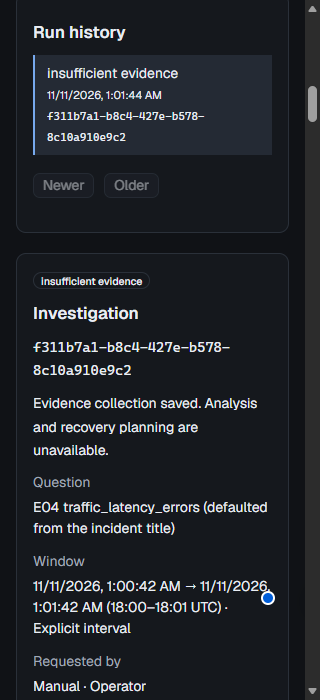 Run history
insufficient evidence
11/11/2026, 1:01:44 AM
f311b7a1-b8c4-427e-b578-
8c10a910e9c2
Newer
Older
Insufficient evidence
Investigation
f311b7a1-b8c4-427e-b578-
8c10a910e9c2
Evidence collection saved. Analysis
and recovery planning are
unavailable.
Question
E04 traffic_latency_errors (defaulted
from the incident title)
Window
11/11/2026, 1:00:42 AM → 11/11/2026,
1:01:42 AM (18:00–18:01 UTC) ·
Explicit interval
Requested by
Manual · Operator